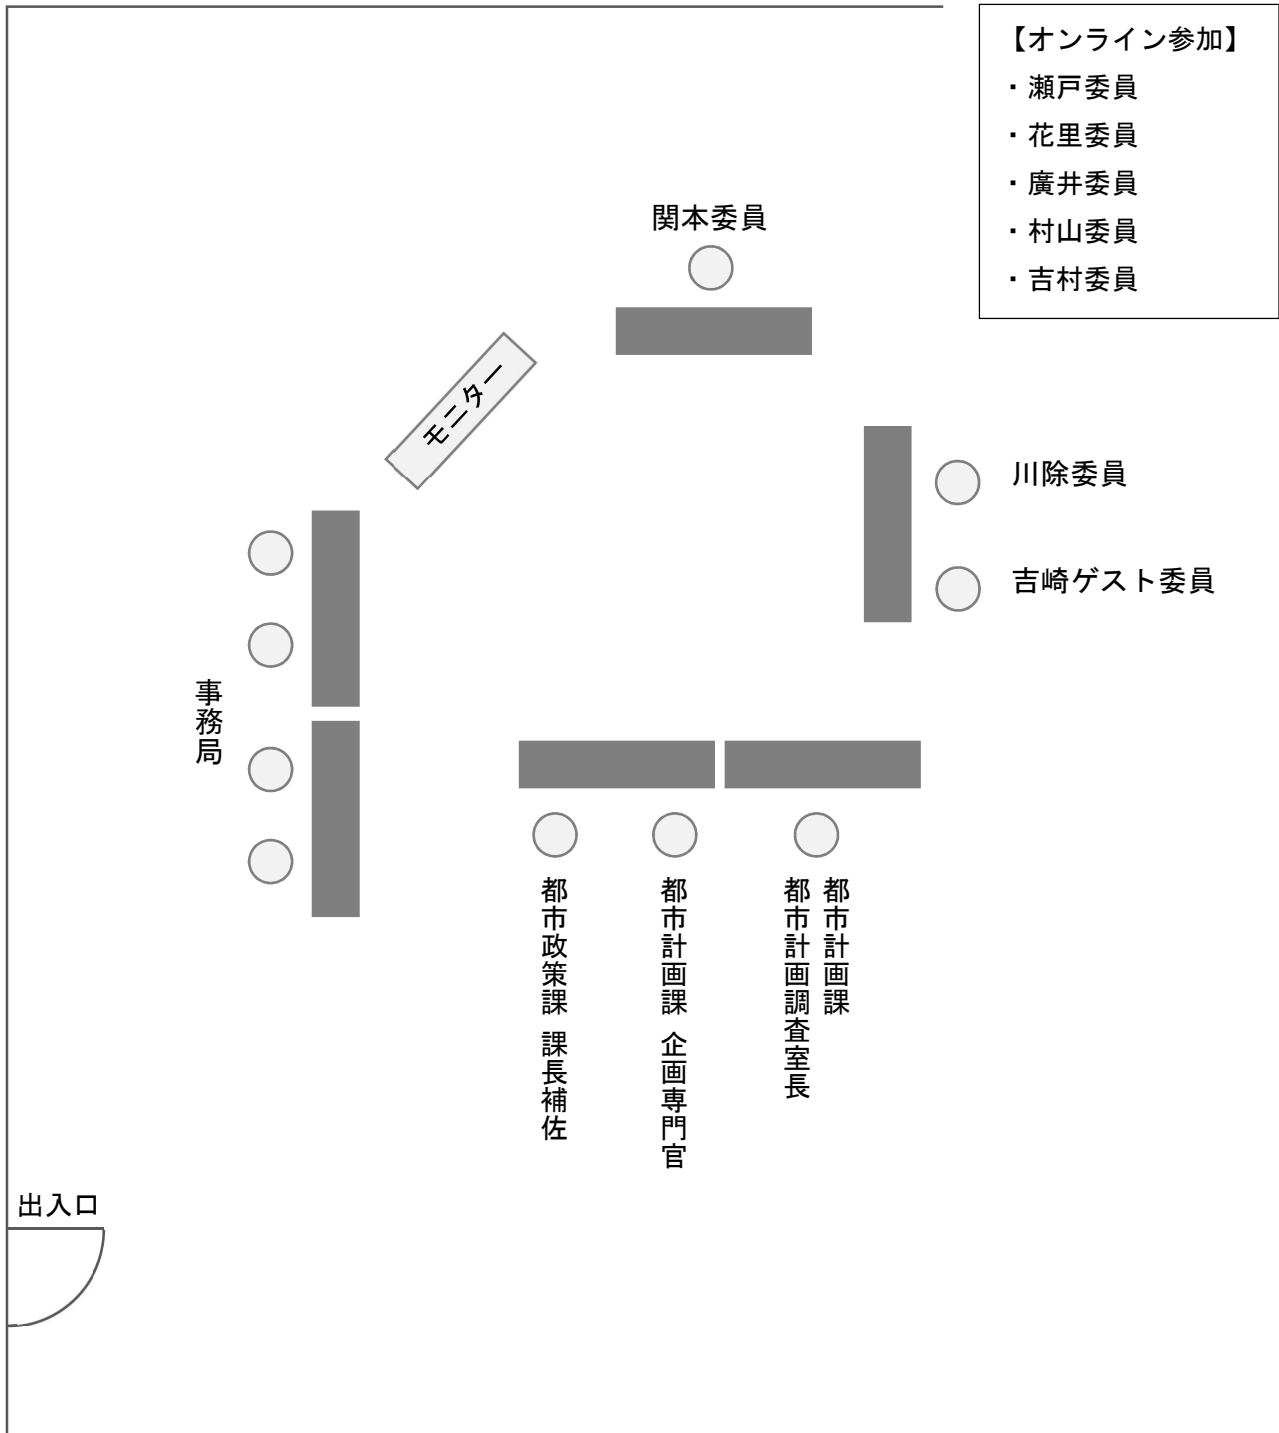 【オンライン参加】
・瀬戸委員
・花里委員
・廣井委員
・村山委員
・吉村委員
関本委員
モニター
川除委員
吉崎ゲスト委員
事務局
都市政策課 課長補佐
都市計画課 企画専門官
都市計画課
都市計画調査室長
出入口